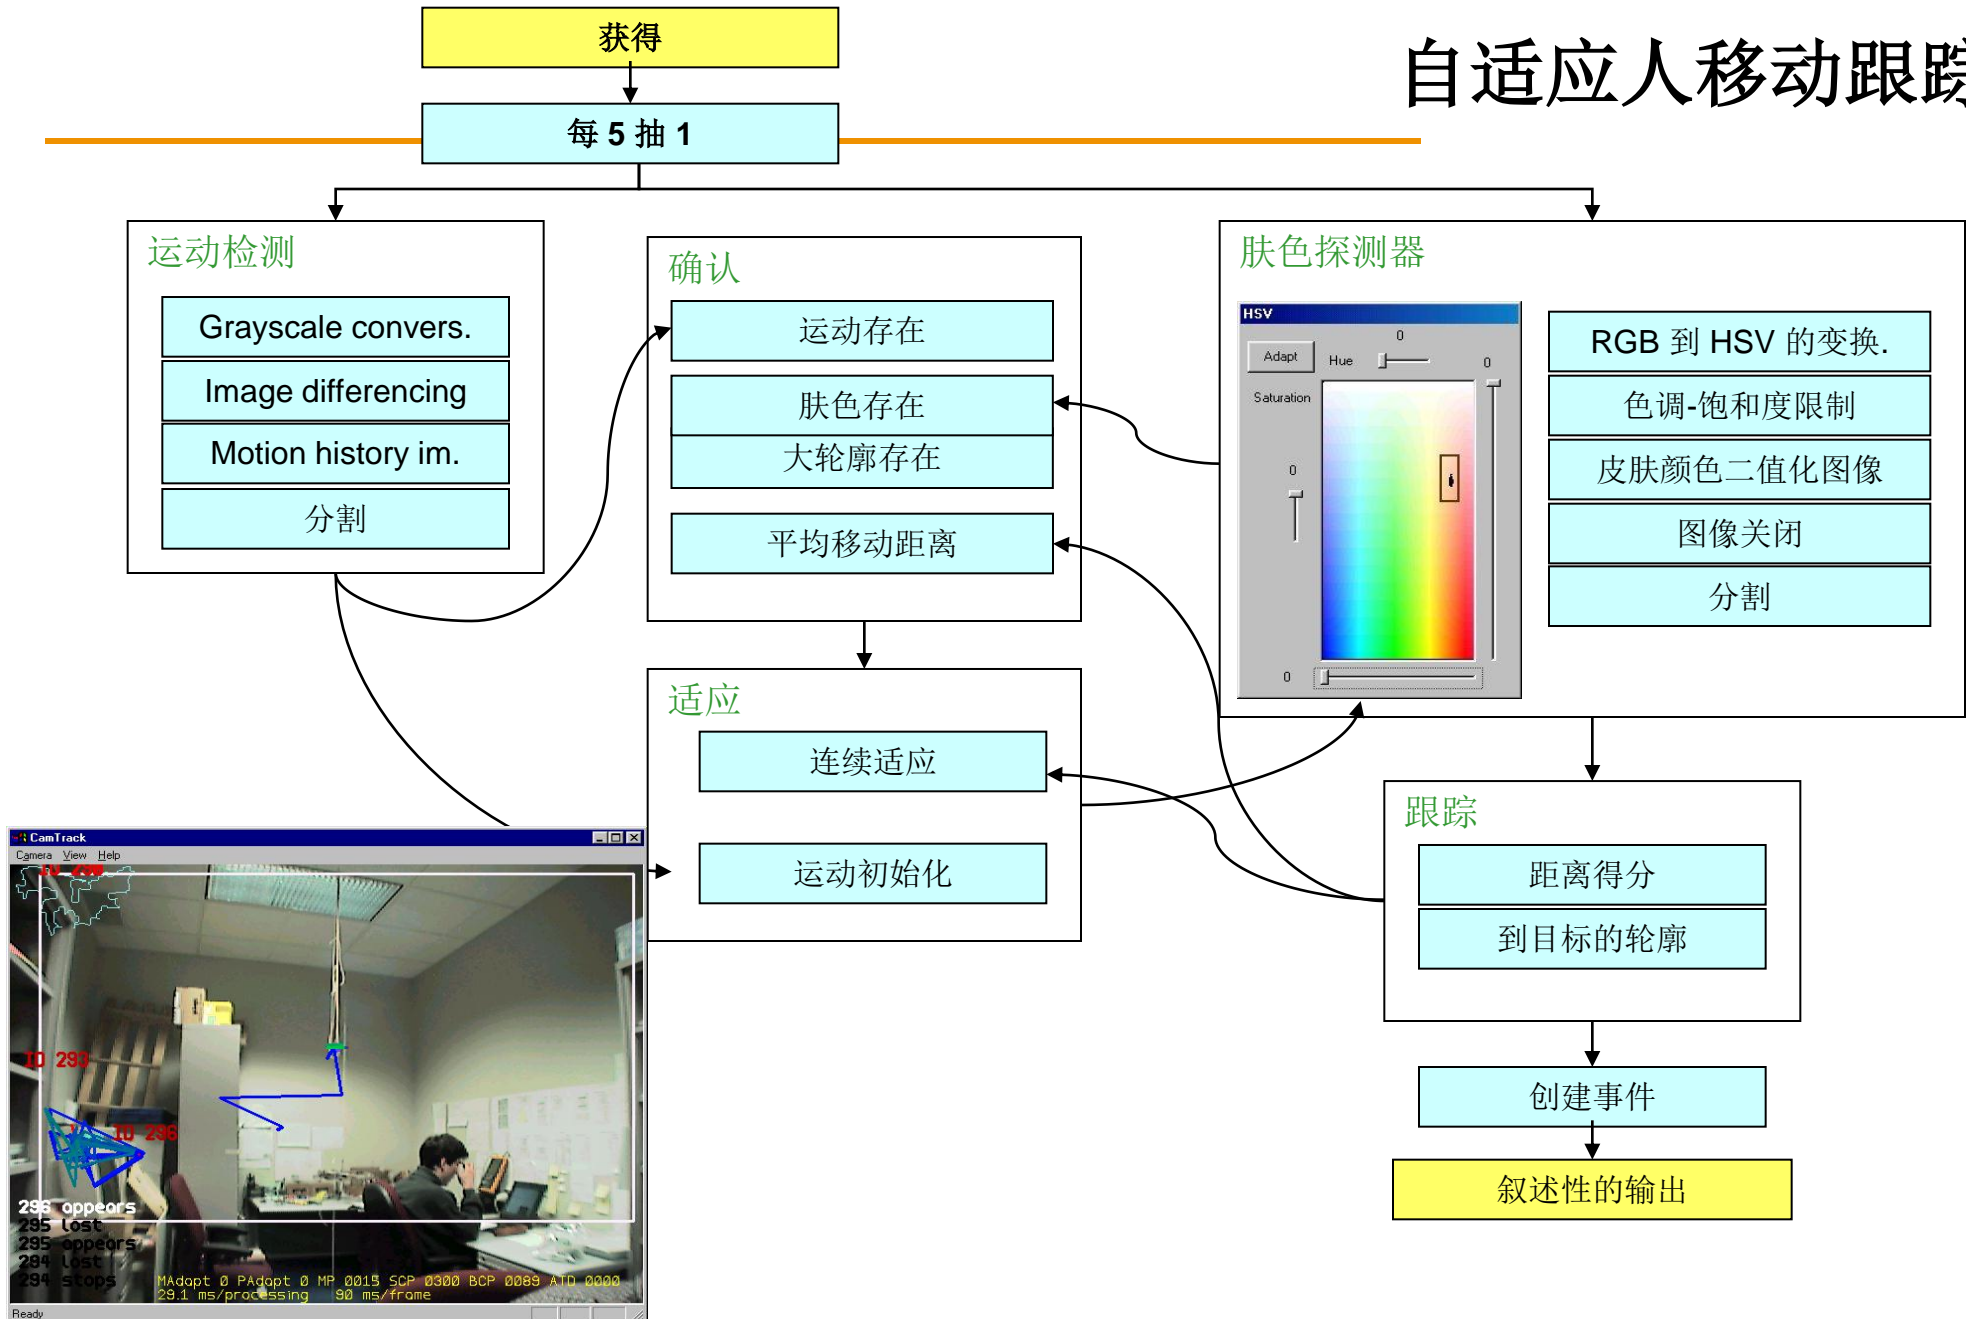 获得
自适应人移动跟踪
每 5 抽 1
运动检测
Grayscale convers.
Image differencing
Motion history im.
分割
确认
运动存在
肤色存在
大轮廓存在
平均移动距离
肤色探测器
HSV
0
Adapt
Hue
0
Saturation
0
0
RGB 到 HSV 的变换.
色调-饱和度限制
皮肤颜色二值化图像
图像关闭
分割
适应
连续适应
运动初始化
跟踪
距离得分
到目标的轮廓
创建事件
叙述性的输出
CamTrack
Camera View Help
ID 290
ID 293
ID 296
296 appears
295 lost
295 appears
294 lost
294 stops
MAdapt 0 PAdapt 0 MP 0015 SCP 0300 BCP 0089 ATD 0000
29.1 ms/processing 90 ms/frame
Ready